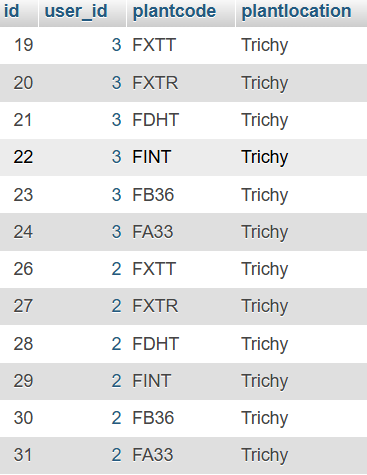 id user_id plantcode plantlocation
19 3 FXTT Trichy
20 3 FXTR Trichy
21 3 FDHT Trichy
22 3 FINT Trichy
23 3 FB36 Trichy
24 3 FA33 Trichy
26 2 FXTT Trichy
27 2 FXTR Trichy
28 2 FDHT Trichy
29 2 FINT Trichy
30 2 FB36 Trichy
31 2 FA33 Trichy